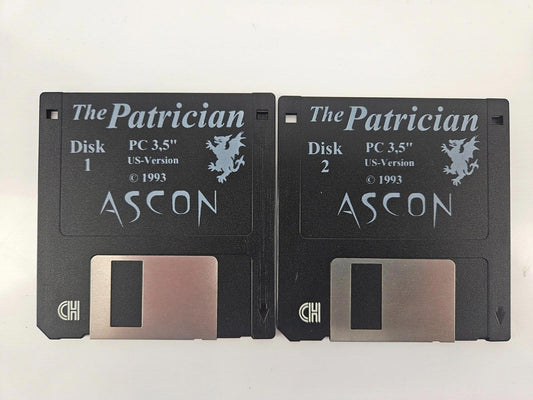 The Patrician
Disk
1
PC 3,5"
US-Version
© 1993
ASCON
CH
The Patrician
Disk
2
PC 3,5"
US-Version
© 1993
ASCON
CH